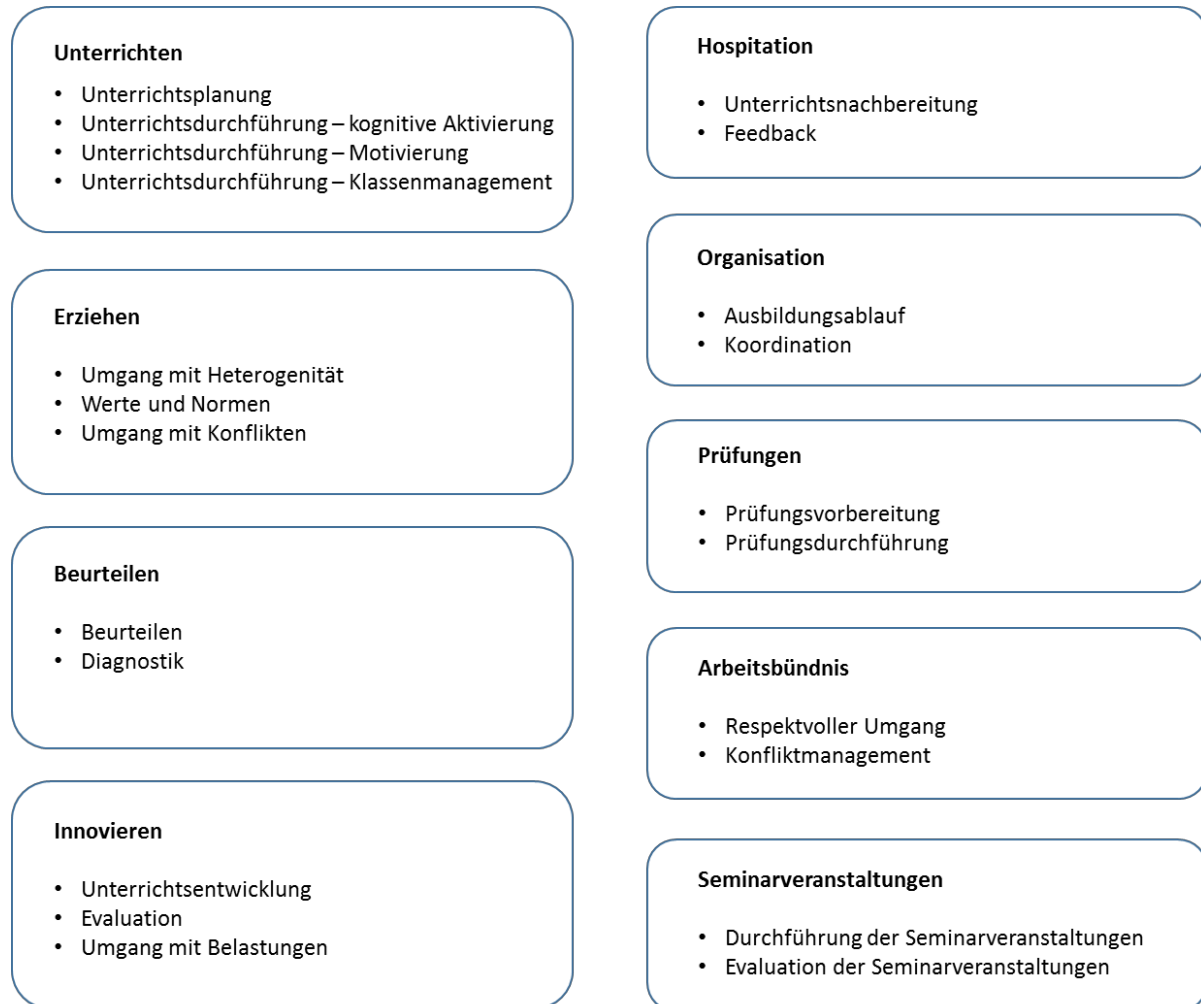 Unterrichten
• Unterrichtsplanung
• Unterrichtsdurchführung – kognitive Aktivierung
• Unterrichtsdurchführung – Motivierung
• Unterrichtsdurchführung – Klassenmanagement
Erziehen
• Umgang mit Heterogenität
• Werte und Normen
• Umgang mit Konflikten
Beurteilen
• Beurteilen
• Diagnostik
Innovieren
• Unterrichtsentwicklung
• Evaluation
• Umgang mit Belastungen
Hospitation
• Unterrichtsnachbereitung
• Feedback
Organisation
• Ausbildungsablauf
• Koordination
Prüfungen
• Prüfungsvorbereitung
• Prüfungsdurchführung
Arbeitsbündnis
• Respektvoller Umgang
• Konfliktmanagement
Seminarveranstaltungen
• Durchführung der Seminarveranstaltungen
• Evaluation der Seminarveranstaltungen